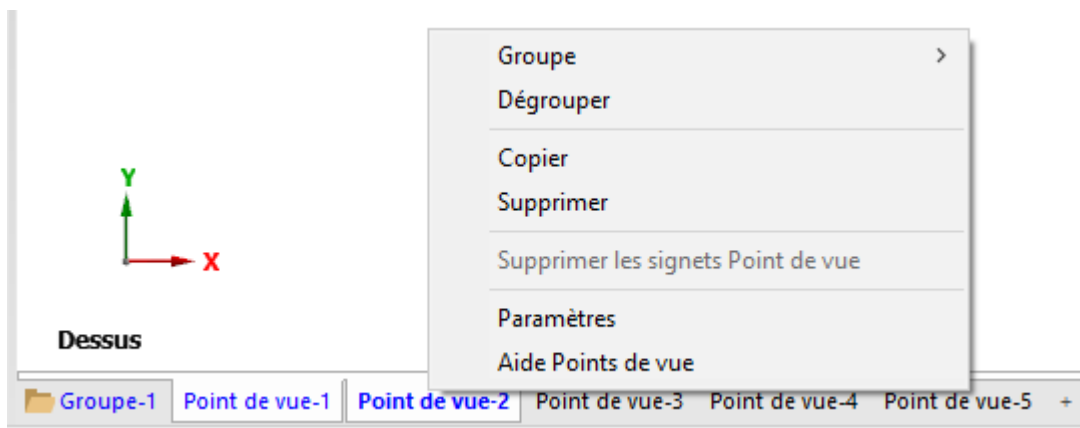 Groupe
Dégrouper
Copier
Supprimer
Supprimer les signets Point de vue
Paramètres
Aide Points de vue
Y
X
Dessus
Groupe-1 Point de vue-1 Point de vue-2 Point de vue-3 Point de vue-4 Point de vue-5 +